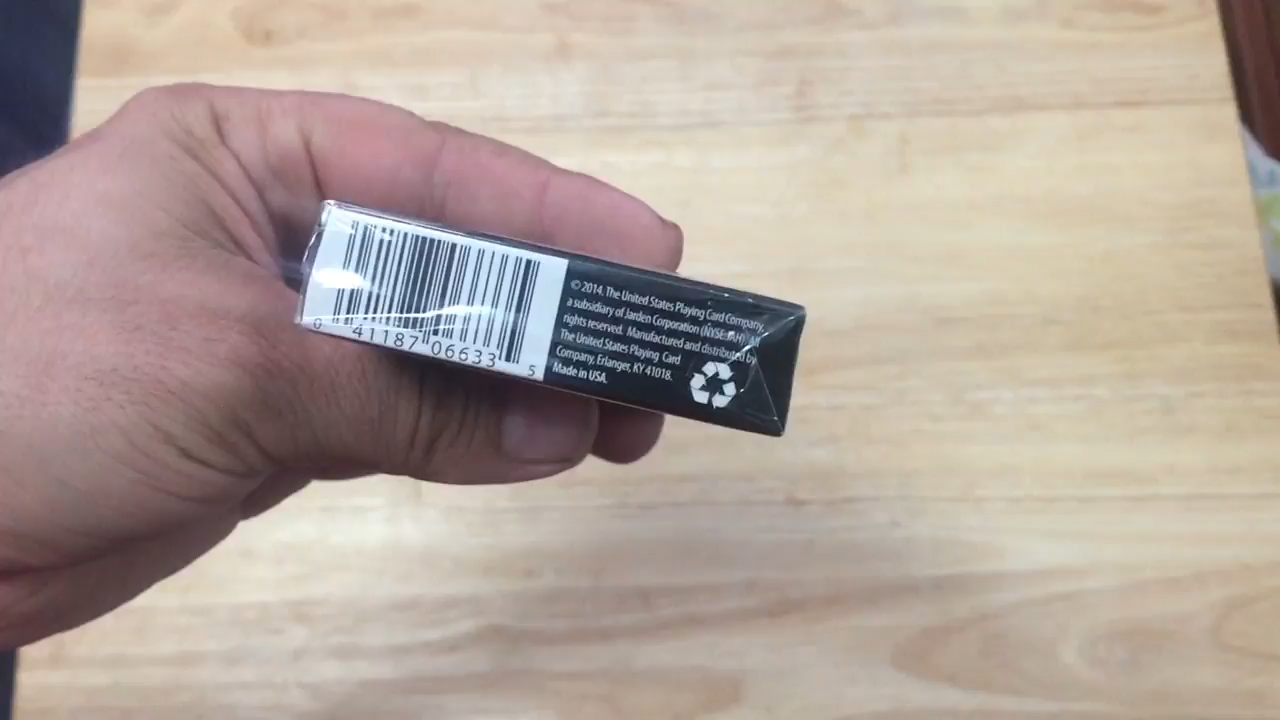 0 41187 06633 5
© 2014. The United States Playing Card Company,
a subsidiary of Jarden Corporation (NYSE:JAH). All
rights reserved. Manufactured and distributed by
The United States Playing Card
Company, Erlanger, KY 41018.
Made in USA.